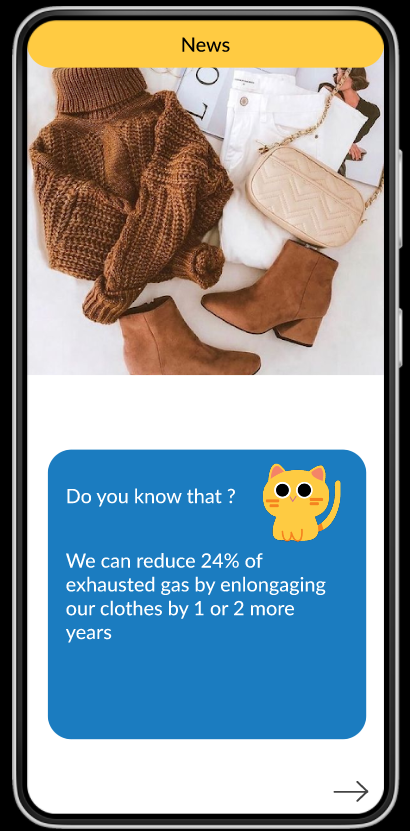 News
LO
Do you know that ?
We can reduce 24% of
exhausted gas by enlongaging
our clothes by 1 or 2 more
years